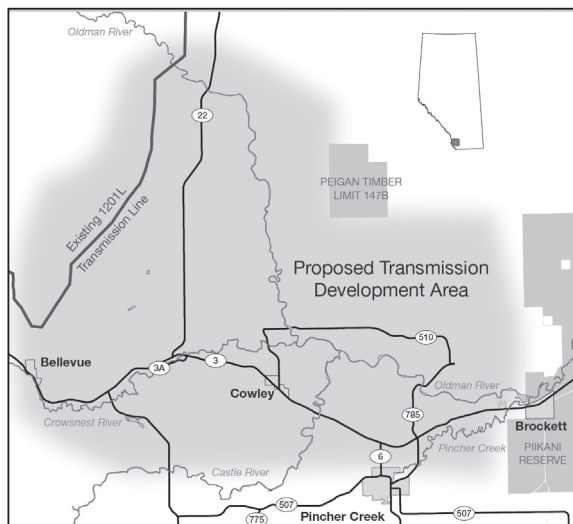 Oldman River
22
PEIGAN TIMBER
LIMIT 147B
Existing 1201L
Transmission Line
Proposed Transmission
Development Area
510
Bellevue
3A
3
Cowley
Oldman River
785
Crowsnest River
Brockett
PIIKANI
RESERVE
6
Pincher Creek
Castle River
507
775
Pincher Creek
507